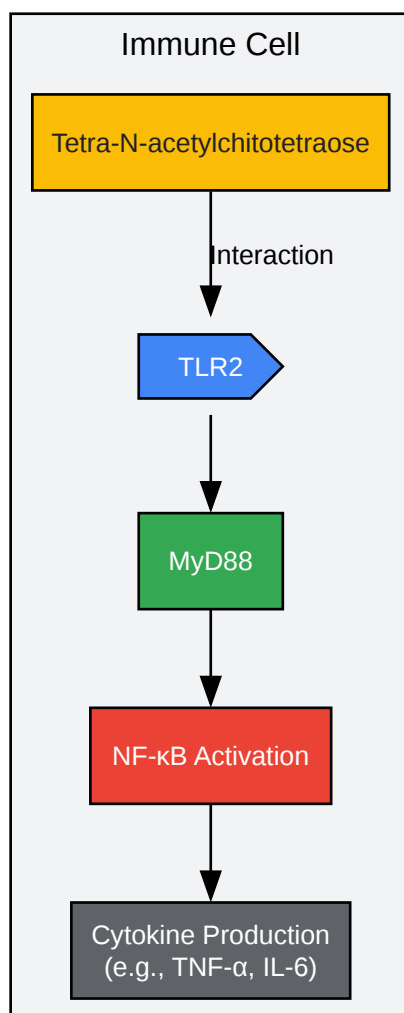 Immune Cell
Tetra-N-acetylchitotetraose
Interaction
TLR2
MyD88
NF-κB Activation
Cytokine Production
(e.g., TNF-α, IL-6)